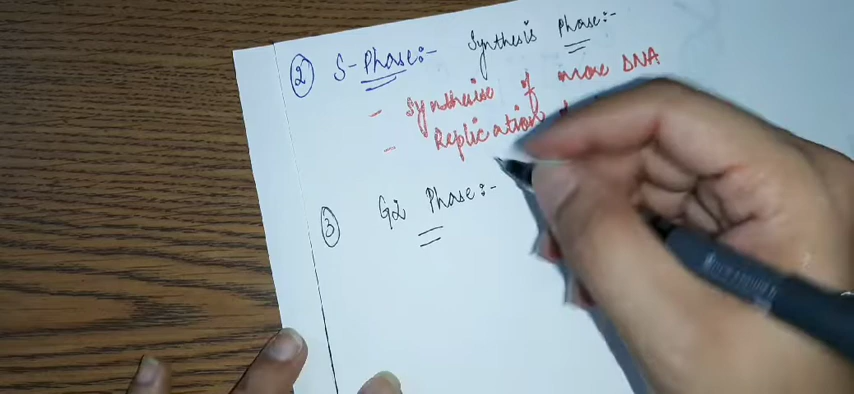 ② S-Phase:- Synthesis Phase:-
- Synthesise of more DNA
- Replication
③ G2 Phase:-